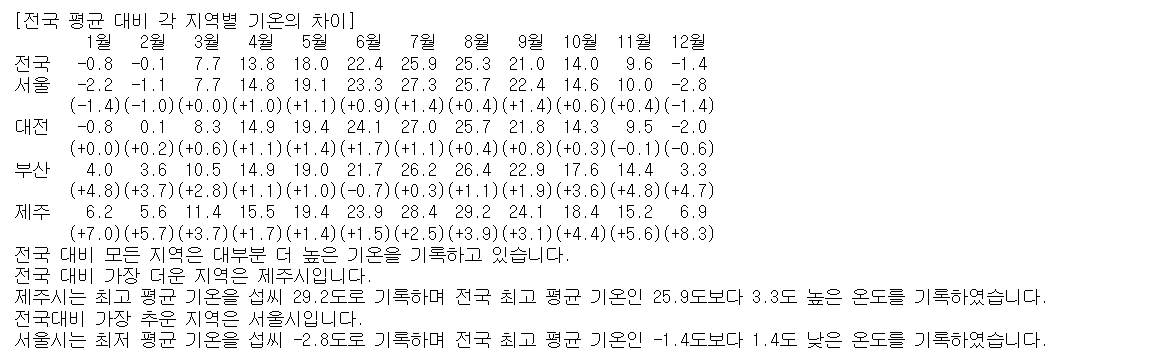 [전국 평균 대비 각 지역별 기온의 차이]
1월 2월 3월 4월 5월 6월 7월 8월 9월 10월 11월 12월
전국 -0.8 -0.1 7.7 13.8 18.0 22.4 25.9 25.3 21.0 14.0 9.6 -1.4
서울 -2.2 -1.1 7.7 14.8 19.1 23.3 27.3 25.7 22.4 14.6 10.0 -2.8
(-1.4)(-1.0)(+0.0)(+1.0)(+1.1)(+0.9)(+1.4)(+0.4)(+1.4)(+0.6)(+0.4)(-1.4)
대전 -0.8 0.1 8.3 14.9 19.4 24.1 27.0 25.7 21.8 14.3 9.5 -2.0
(+0.0)(+0.2)(+0.6)(+1.1)(+1.4)(+1.7)(+1.1)(+0.4)(+0.8)(+0.3)(-0.1)(-0.6)
부산 4.0 3.6 10.5 14.9 19.0 21.7 26.2 26.4 22.9 17.6 14.4 3.3
(+4.8)(+3.7)(+2.8)(+1.1)(+1.0)(-0.7)(+0.3)(+1.1)(+1.9)(+3.6)(+4.8)(+4.7)
제주 6.2 5.6 11.4 15.5 19.4 23.9 28.4 29.2 24.1 18.4 15.2 6.9
(+7.0)(+5.7)(+3.7)(+1.7)(+1.4)(+1.5)(+2.5)(+3.9)(+3.1)(+4.4)(+5.6)(+8.3)
전국 대비 모든 지역은 대부분 더 높은 기온을 기록하고 있습니다.
전국 대비 가장 더운 지역은 제주시입니다.
제주시는 최고 평균 기온을 섭씨 29.2도로 기록하며 전국 최고 평균 기온인 25.9도보다 3.3도 높은 온도를 기록하였습니다.
전국대비 가장 추운 지역은 서울시입니다.
서울시는 최저 평균 기온을 섭씨 -2.8도로 기록하며 전국 최고 평균 기온인 -1.4도보다 1.4도 낮은 온도를 기록하였습니다.